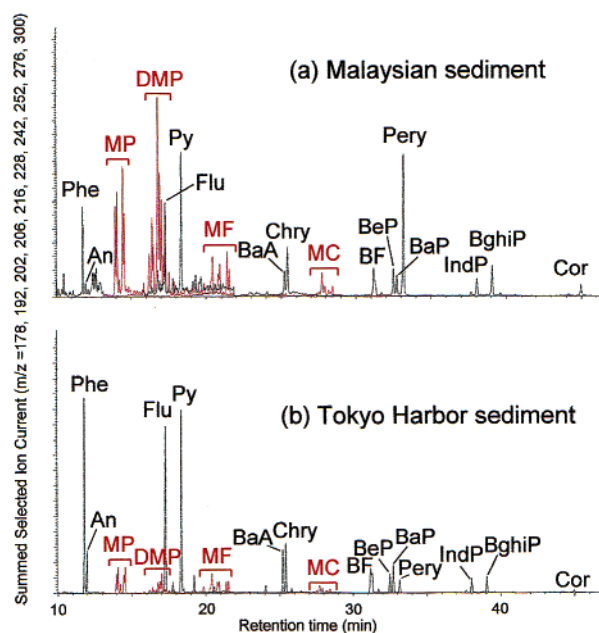 Summed Selected Ion Current (m/z =178, 192, 202, 206, 216, 228, 242, 252, 276, 300)
(a) Malaysian sediment
DMP
MP
Py
Pery
Phe
Flu
An
MF
BaA
Chry
MC
BF
BeP
BaP
IndP
BghiP
Cor
(b) Tokyo Harbor sediment
Phe
Flu
Py
An
MP
DMP
MF
BaA
Chry
MC
BF
BeP
BaP
Pery
IndP
BghiP
Cor
10 20 30 40
Retention time (min)